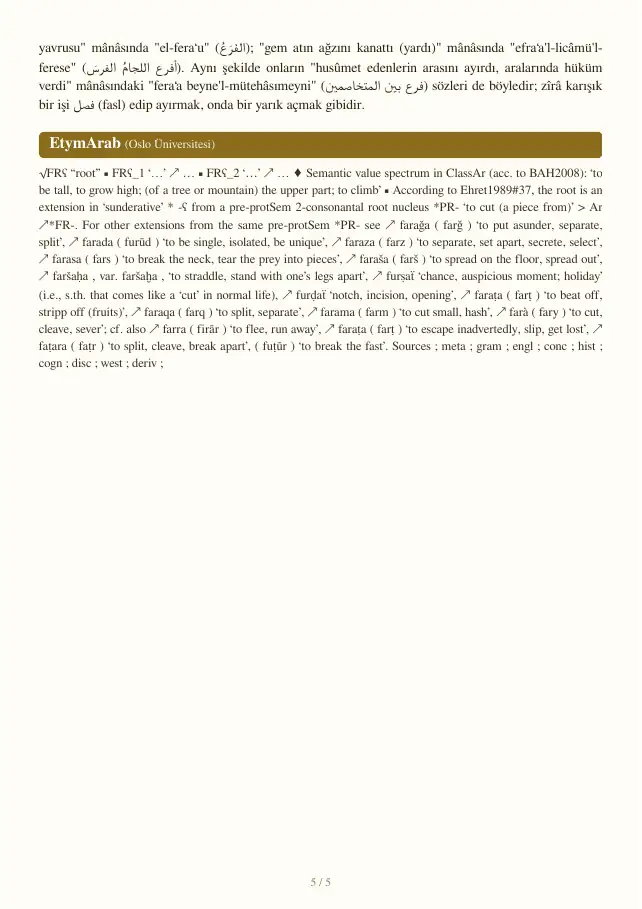 yavrusu" mânâsında "el-fera‘u" (الفَرَعُ); "gem atın ağzını kanattı (yardı)" mânâsında "efra‘a'l-licâmü'l-
ferese" (أفرع اللجامُ الفرسَ). Aynı şekilde onların "husûmet edenlerin arasını ayırdı, aralarında hüküm
verdi" mânâsındaki "fera‘a beyne'l-mütehâsımeyni" (فرع بين المتخاصمين) sözleri de böyledir; zîrâ karışık
bir işi فصل (fasl) edip ayırmak, onda bir yarık açmak gibidir.
EtymArab (Oslo Üniversitesi)
√FRʕ “root” ▪ FRʕ_1 ‘…’ ↗ … ▪ FRʕ_2 ‘…’ ↗ … ♦ Semantic value spectrum in ClassAr (acc. to BAH2008): ‘to
be tall, to grow high; (of a tree or mountain) the upper part; to climb’ ▪ According to Ehret1989#37, the root is an
extension in ‘sunderative’ * -ʕ from a pre-protSem 2-consonantal root nucleus *PR- ‘to cut (a piece from)’ > Ar
↗*FR-. For other extensions from the same pre-protSem *PR- see ↗ farağa ( farğ ) ‘to put asunder, separate,
split’, ↗ farada ( furūd ) ‘to be single, isolated, be unique’, ↗ faraza ( farz ) ‘to separate, set apart, secrete, select’,
↗ farasa ( fars ) ‘to break the neck, tear the prey into pieces’, ↗ faraša ( farš ) ‘to spread on the floor, spread out’,
↗ faršaḥa , var. faršaḫa , ‘to straddle, stand with one’s legs apart’, ↗ furṣaẗ ‘chance, auspicious moment; holiday’
(i.e., s.th. that comes like a ‘cut’ in normal life), ↗ furḍaẗ ‘notch, incision, opening’, ↗ faraṭa ( farṭ ) ‘to beat off,
stripp off (fruits)’, ↗ faraqa ( farq ) ‘to split, separate’, ↗ farama ( farm ) ‘to cut small, hash’, ↗ farà ( fary ) ‘to cut,
cleave, sever’; cf. also ↗ farra ( firār ) ‘to flee, run away’, ↗ faraṭa ( farṭ ) ‘to escape inadvertedly, slip, get lost’, ↗
faṭara ( faṭr ) ‘to split, cleave, break apart’, ( fuṭūr ) ‘to break the fast’. Sources ; meta ; gram ; engl ; conc ; hist ;
cogn ; disc ; west ; deriv ;
5 / 5